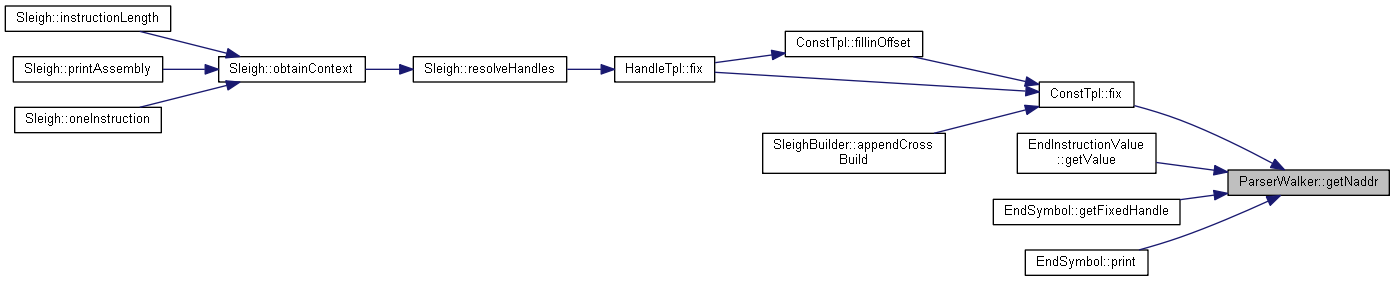 Sleigh::instructionLength
Sleigh::printAssembly
Sleigh::oneInstruction
Sleigh::obtainContext
Sleigh::resolveHandles
HandleTpl::fix
ConstTpl::fillinOffset
SleighBuilder::appendCross
Build
ConstTpl::fix
EndInstructionValue
::getValue
EndSymbol::getFixedHandle
EndSymbol::print
ParserWalker::getNaddr